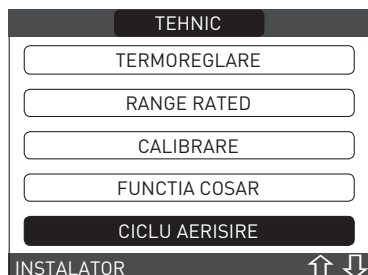 TEHNIC
TERMOREGLARE
RANGE RATED
CALIBRARE
FUNCTIA COSAR
CICLU AERISIRE
INSTALATOR